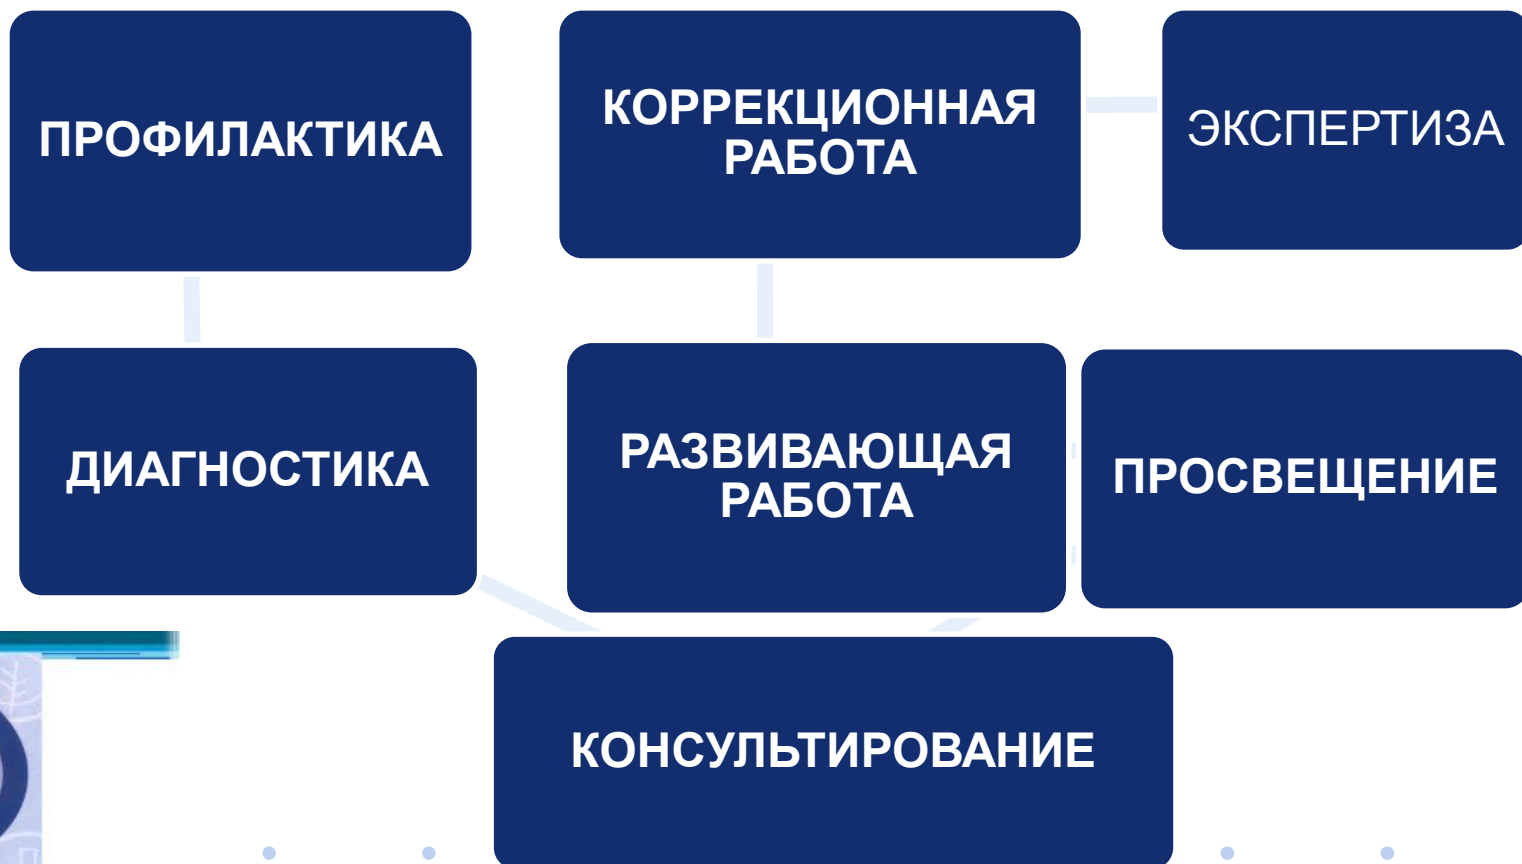 ПРОФИЛАКТИКА
КОРРЕКЦИОННАЯ
РАБОТА
ЭКСПЕРТИЗА
ДИАГНОСТИКА
РАЗВИВАЮЩАЯ
РАБОТА
ПРОСВЕЩЕНИЕ
КОНСУЛЬТИРОВАНИЕ